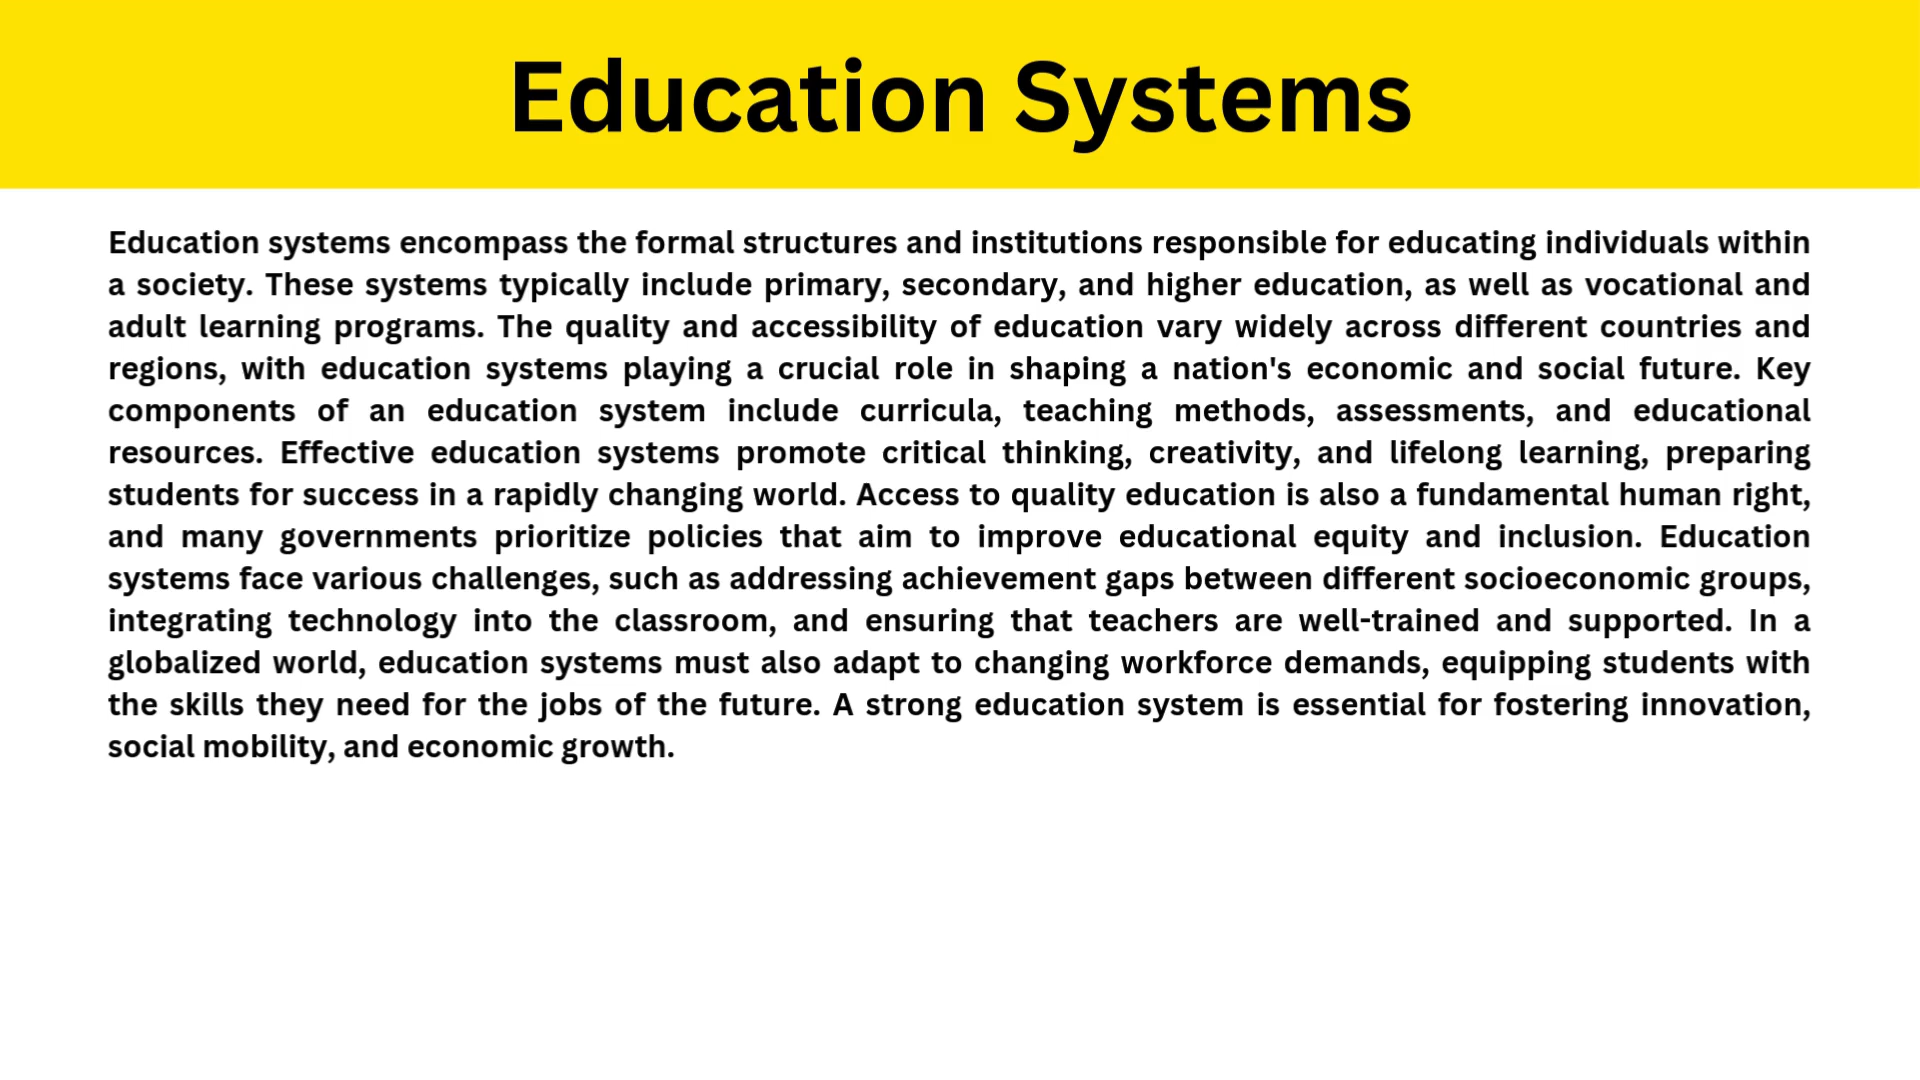 Education Systems
Education systems encompass the formal structures and institutions responsible for educating individuals within
a society. These systems typically include primary, secondary, and higher education, as well as vocational and
adult learning programs. The quality and accessibility of education vary widely across different countries and
regions, with education systems playing a crucial role in shaping a nation's economic and social future. Key
components of an education system include curricula, teaching methods, assessments, and educational
resources. Effective education systems promote critical thinking, creativity, and lifelong learning, preparing
students for success in a rapidly changing world. Access to quality education is also a fundamental human right,
and many governments prioritize policies that aim to improve educational equity and inclusion. Education
systems face various challenges, such as addressing achievement gaps between different socioeconomic groups,
integrating technology into the classroom, and ensuring that teachers are well-trained and supported. In a
globalized world, education systems must also adapt to changing workforce demands, equipping students with
the skills they need for the jobs of the future. A strong education system is essential for fostering innovation,
social mobility, and economic growth.